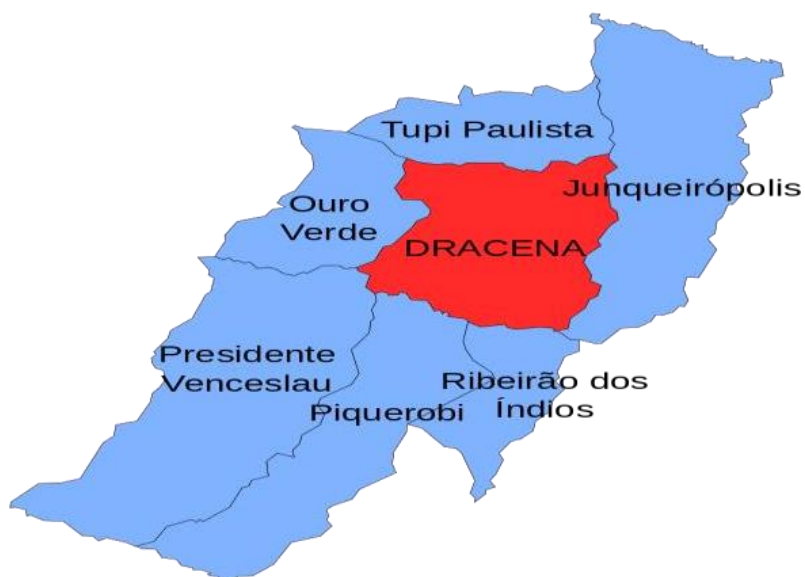 Tupi Paulista
Junqueirópolis
Ouro
Verde
DRACENA
Presidente
Venceslau
Ribeirão dos
Índios
Piquerobi